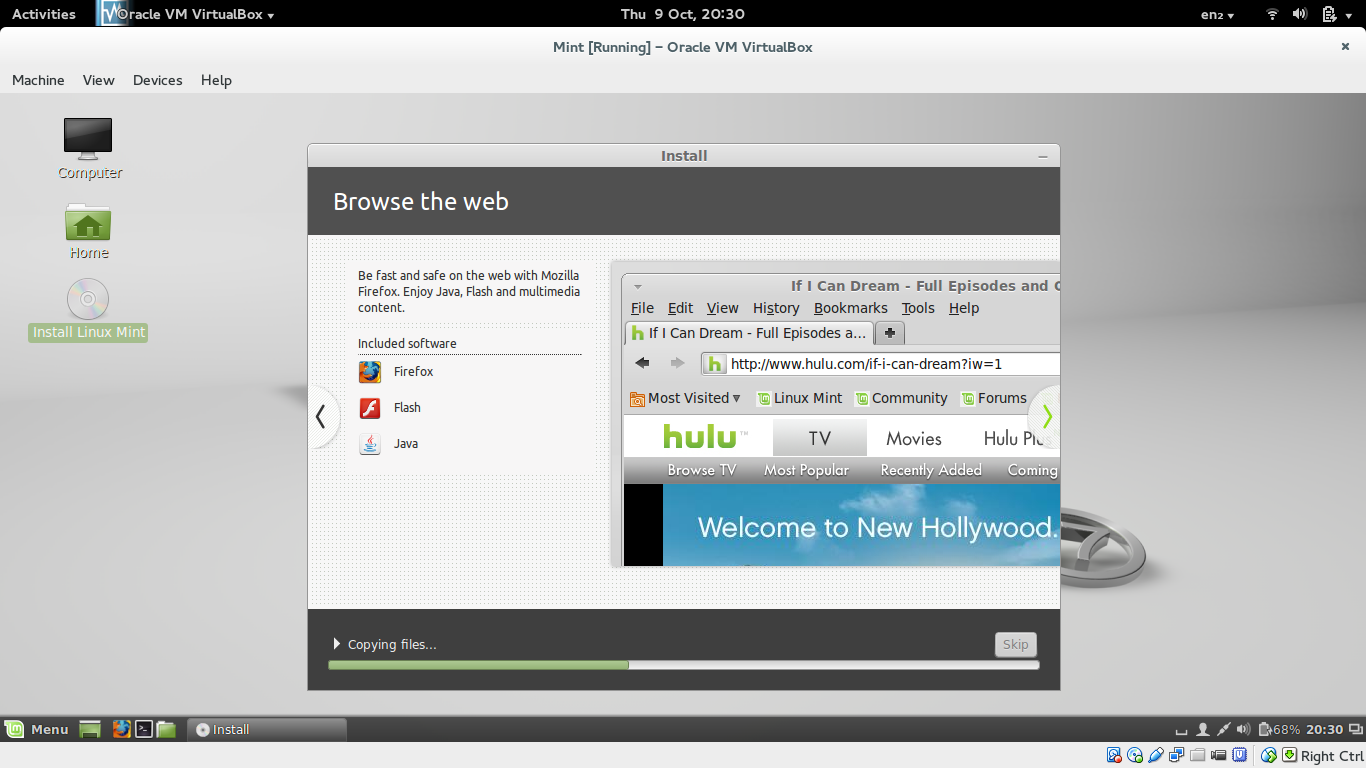 Activities Oracle VM VirtualBox Thu 9 Oct, 20:30 en2
Mint [Running] – Oracle VM VirtualBox
Machine View Devices Help
Computer
Home
Install Linux Mint
Install
Browse the web
Be fast and safe on the web with Mozilla
Firefox. Enjoy Java, Flash and multimedia
content.
Included software
Firefox
Flash
Java
If I Can Dream - Full Episodes and
File Edit View History Bookmarks Tools Help
If I Can Dream - Full Episodes a...
http://www.hulu.com/if-i-can-dream?iw=1
Most Visited Linux Mint Community Forums
hulu™ TV Movies Hulu
Browse TV Most Popular Recently Added Coming
Welcome to New Hollywood.
Copying files...
Skip
Menu Install 68% 20:30
Right Ctrl